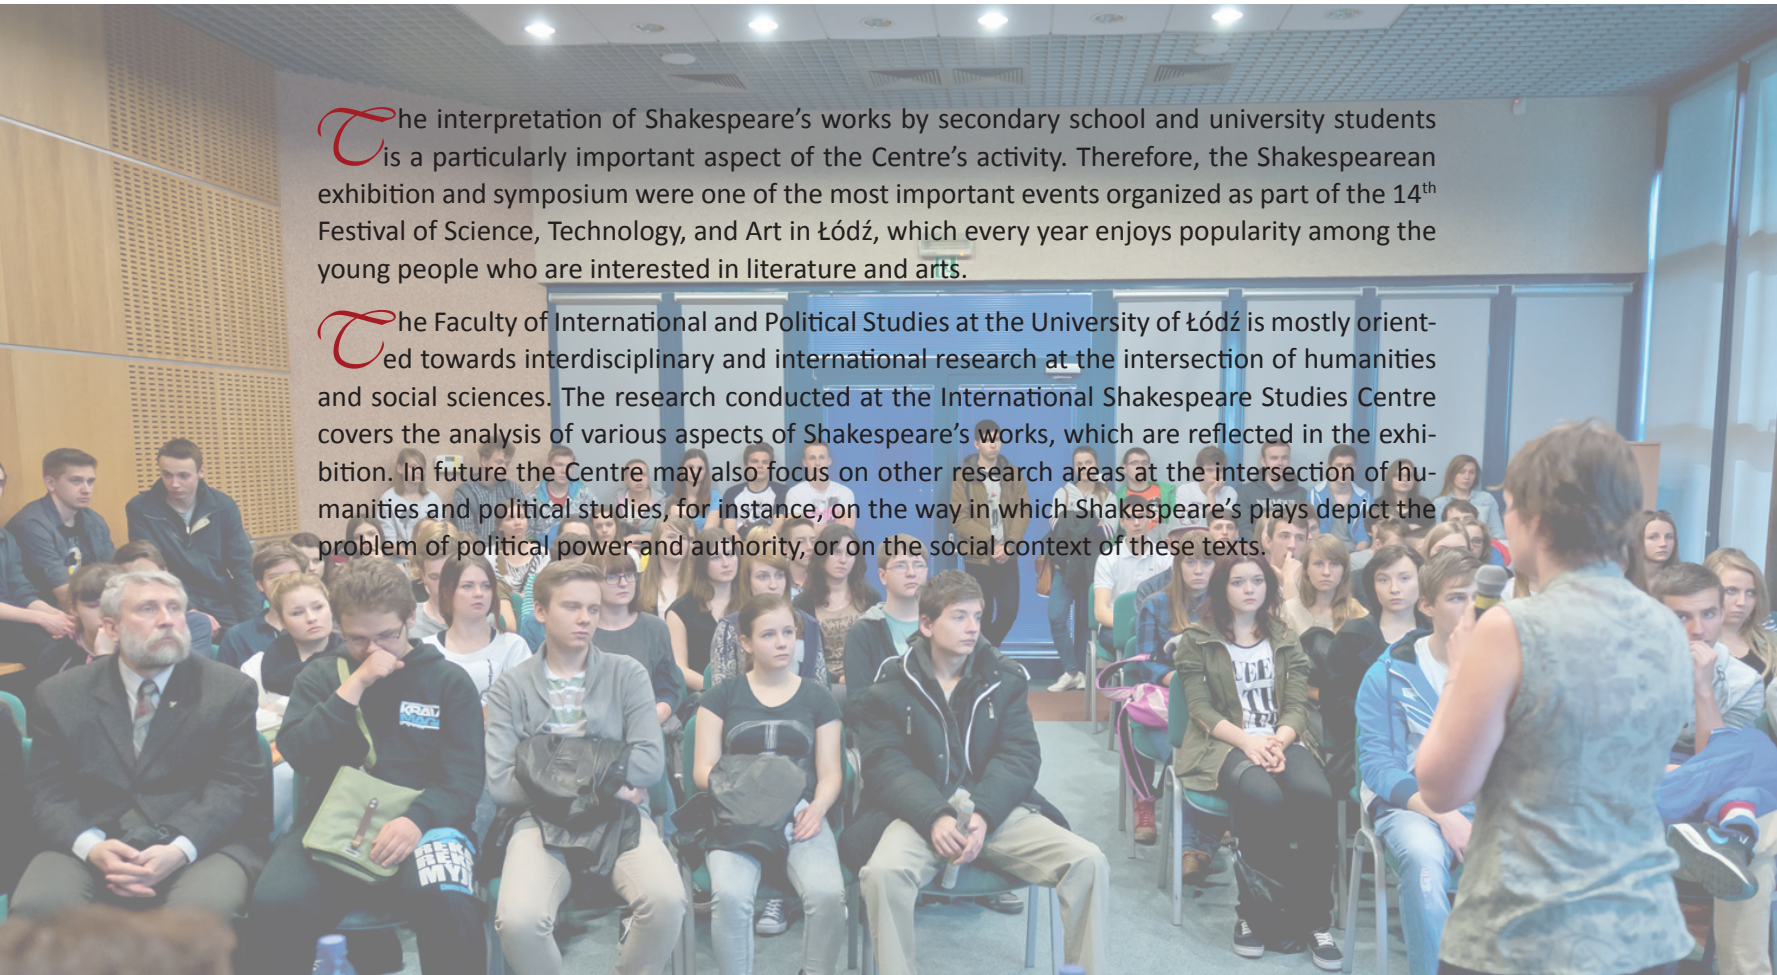 The interpretation of Shakespeare's works by secondary school and university students
is a particularly important aspect of the Centre's activity. Therefore, the Shakespearean
exhibition and symposium were one of the most important events organized as part of the 14th
Festival of Science, Technology, and Art in Łódź, which every year enjoys popularity among the
young people who are interested in literature and arts.
The Faculty of International and Political Studies at the University of Łódź is mostly orient-
ed towards interdisciplinary and international research at the intersection of humanities
and social sciences. The research conducted at the International Shakespeare Studies Centre
covers the analysis of various aspects of Shakespeare's works, which are reflected in the exhi-
bition. In future the Centre may also focus on other research areas at the intersection of hu-
manities and political studies, for instance, on the way in which Shakespeare's plays depict the
problem of political power and authority, or on the social context of these texts.
KRAV
MAGA